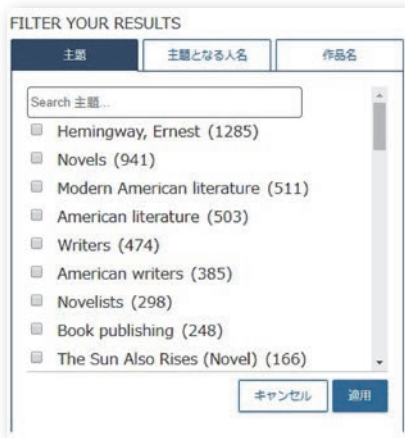 FILTER YOUR RESULTS
主題
主題となる人名
作品名
Search 主題...
Hemingway, Ernest (1285)
Novels (941)
Modern American literature (511)
American literature (503)
Writers (474)
American writers (385)
Novelists (298)
Book publishing (248)
The Sun Also Rises (Novel) (166)
キャンセル
適用